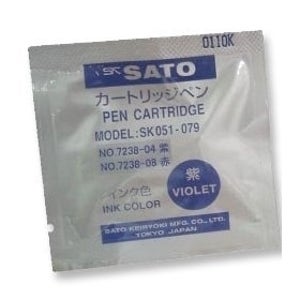 0110K
SK SATO
カートリッジペン
PEN CARTRIDGE
MODEL:SK051-079
NO.7238-04 紫
NO.7238-08 赤
インク色
INK COLOR
紫
VIOLET
SATO KEIRYOKI MFG. CO., LTD.
TOKYO JAPAN